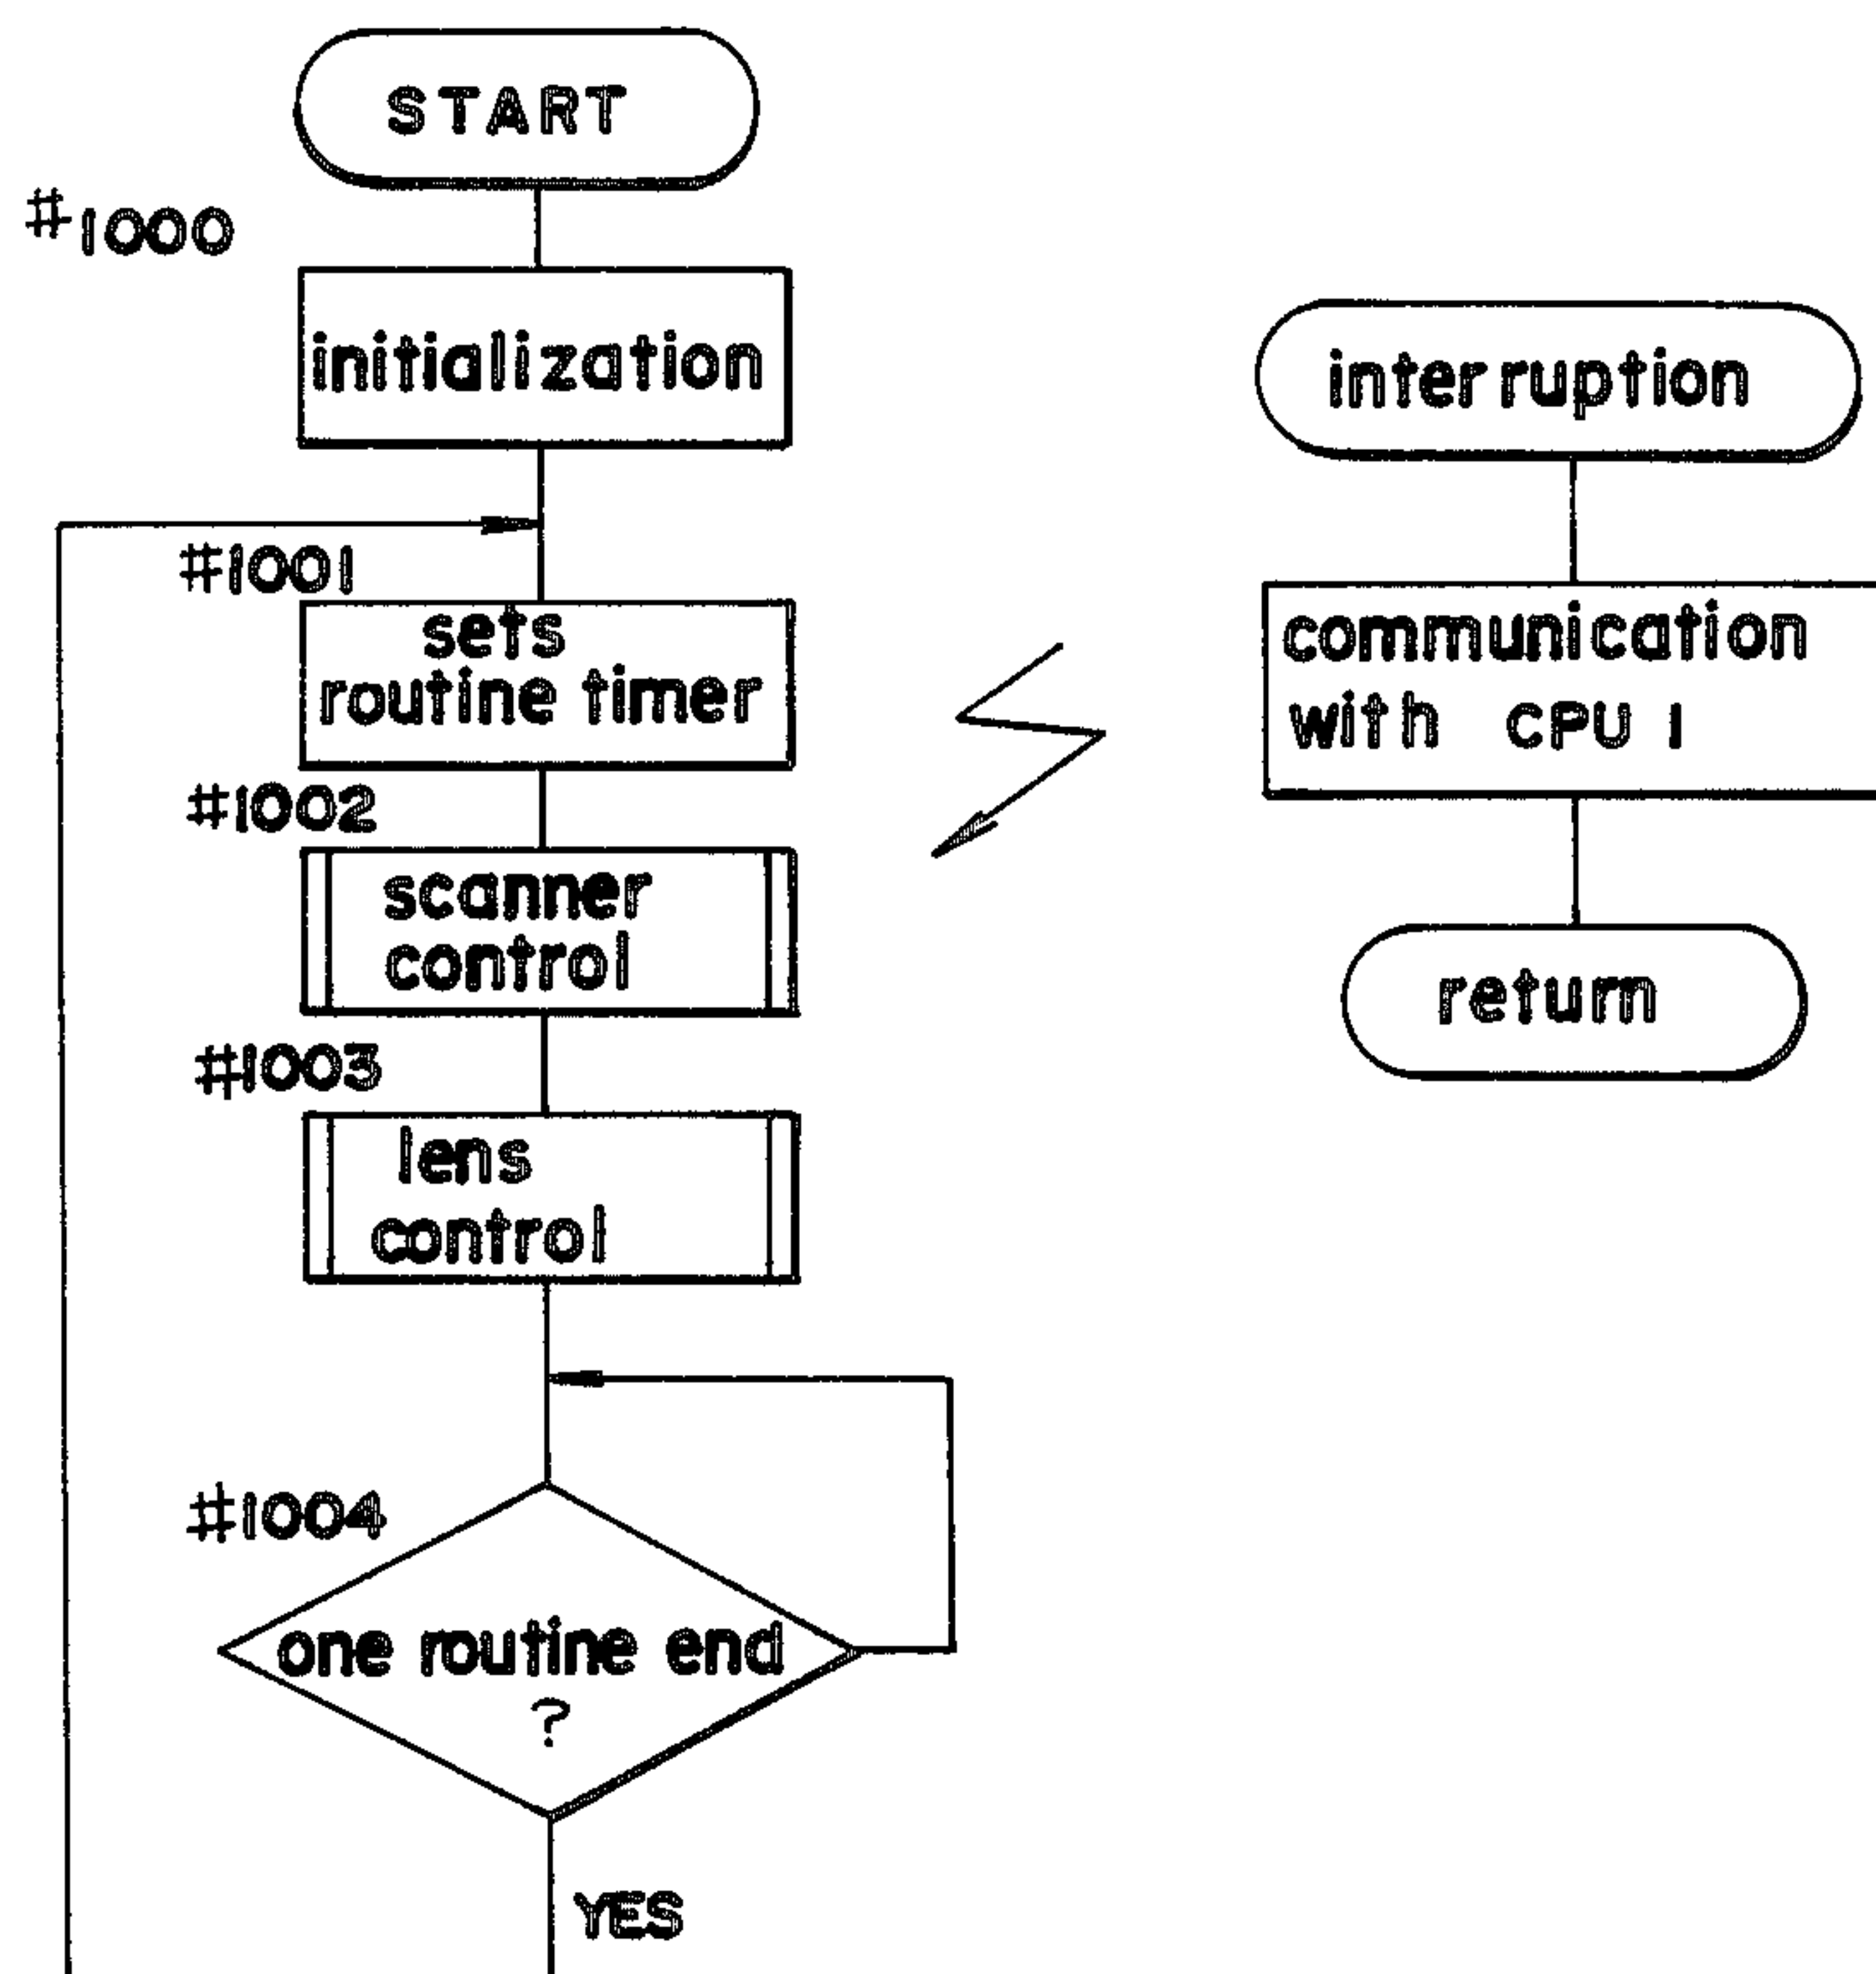 START
#1000
initialization
#1001
sets
routine timer
#1002
scanner
control
#1003
lens
control
#1004
one routine end
?
YES
interruption
communication
with CPU 1
return